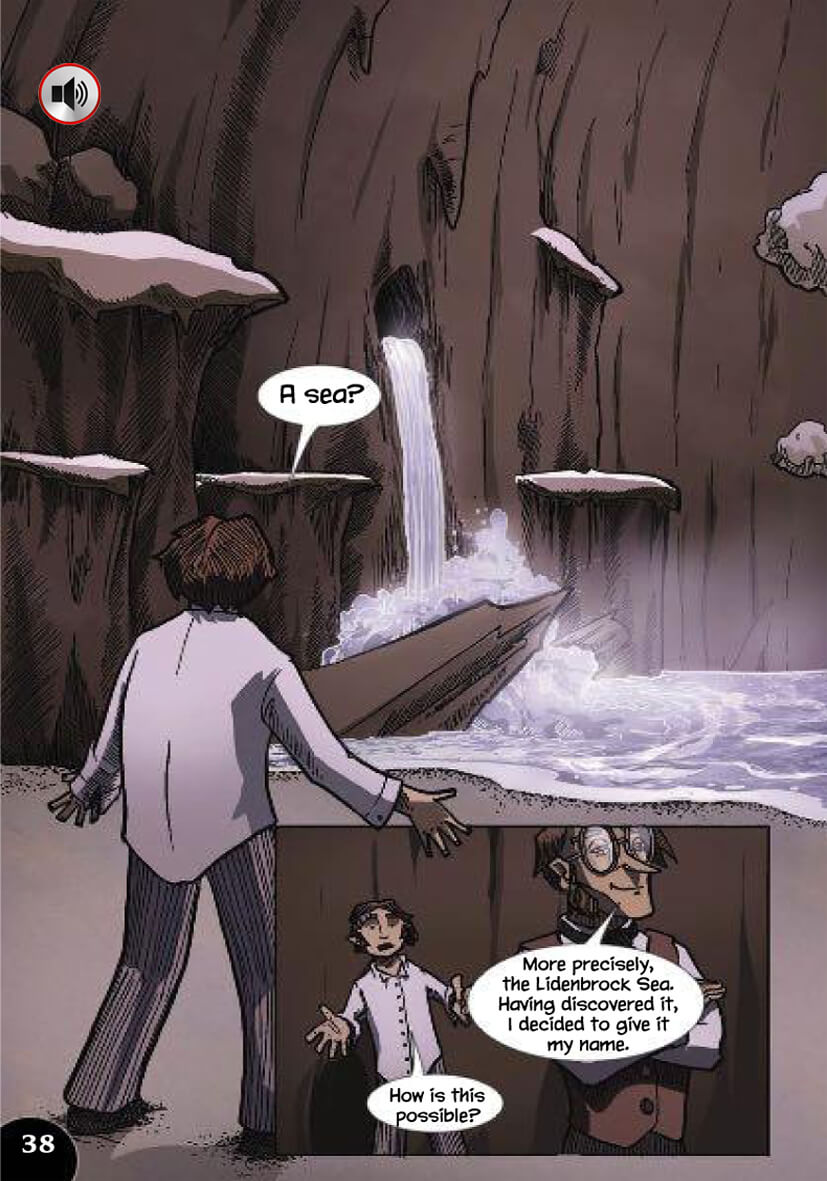 A sea?
More precisely,
the Lidenbrock Sea.
Having discovered it,
I decided to give it
my name.
How is this
possible?
38